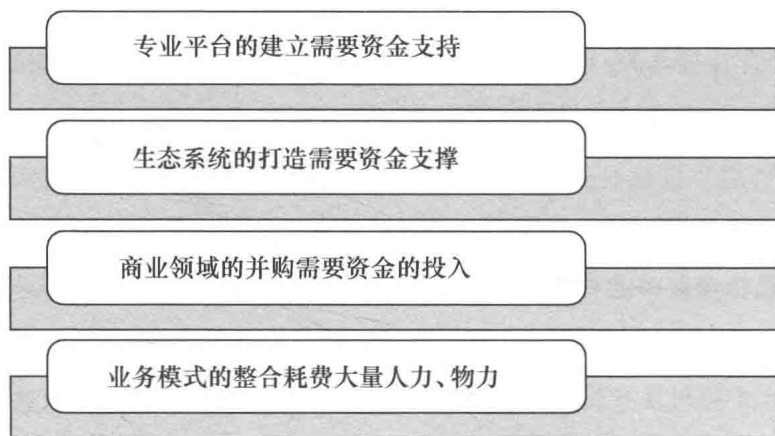 专业平台的建立需要资金支持
生态系统的打造需要资金支撑
商业领域的并购需要资金的投入
业务模式的整合耗费大量人力、物力